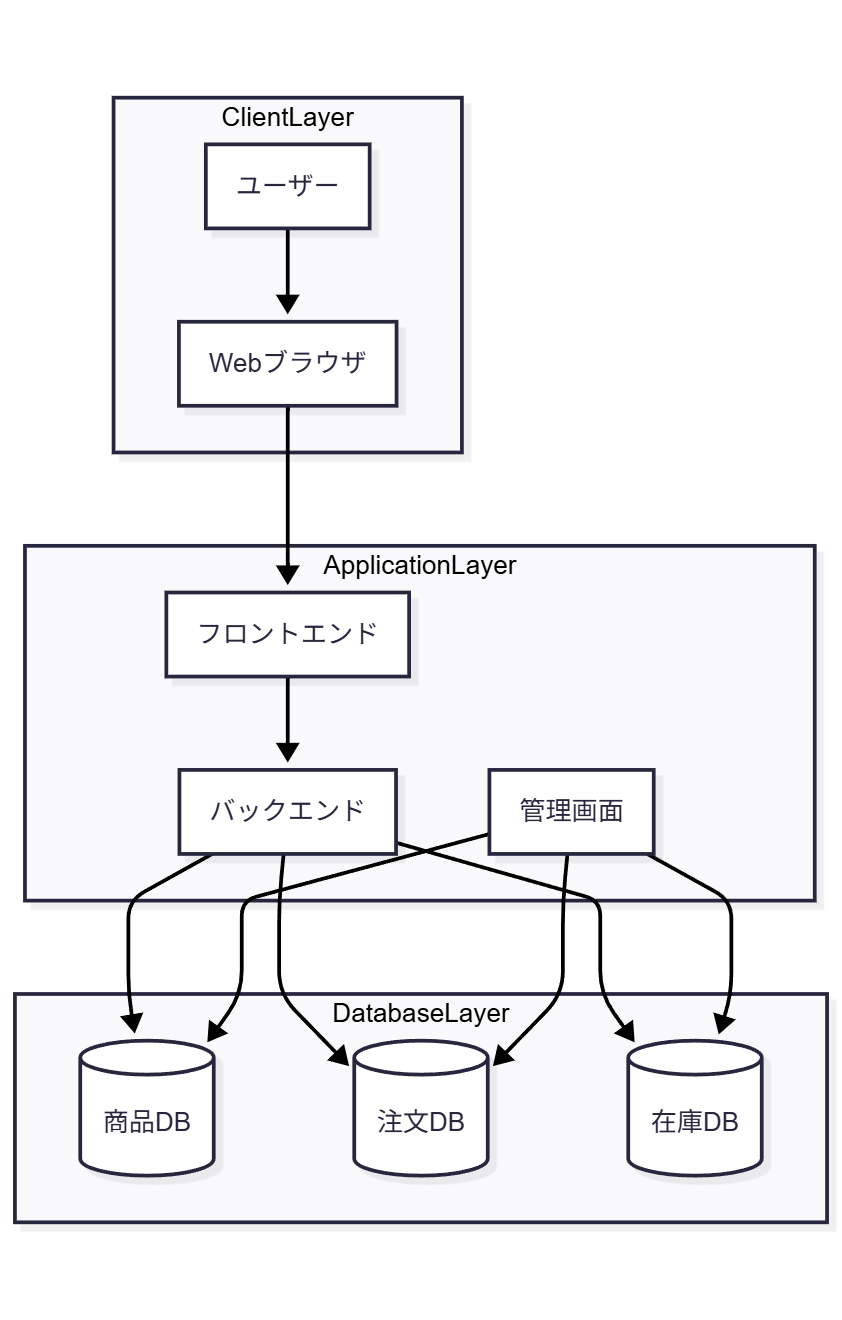 ClientLayer
ユーザー
Webブラウザ
ApplicationLayer
フロントエンド
バックエンド
管理画面
DatabaseLayer
商品DB
注文DB
在庫DB